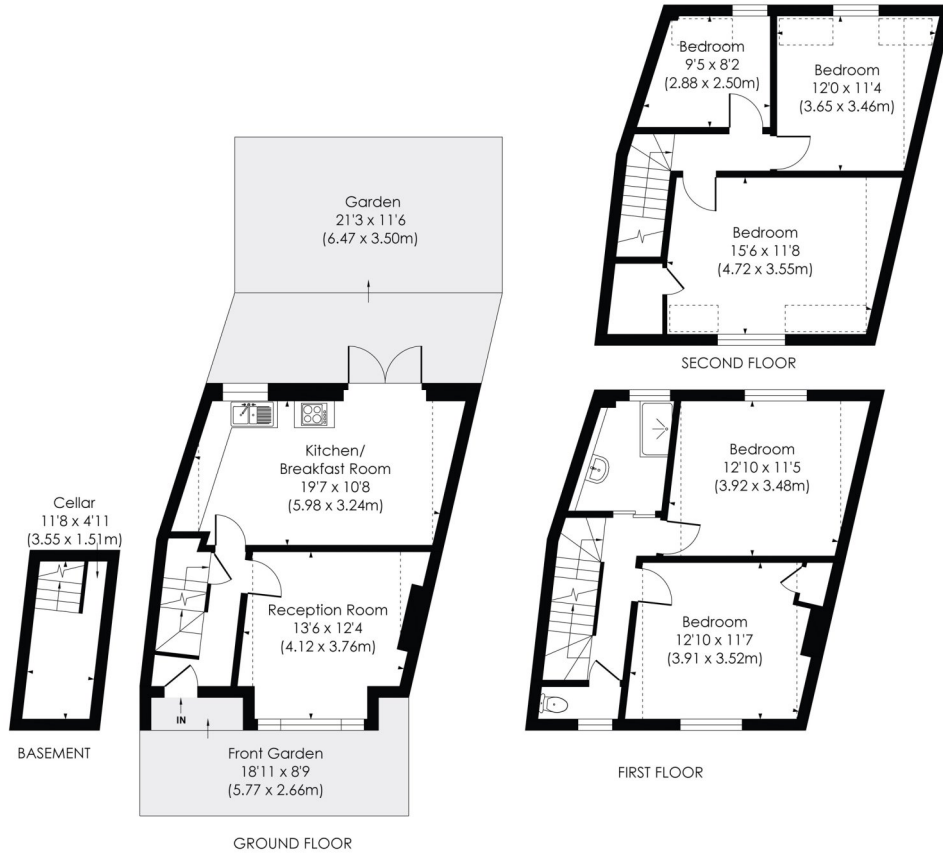 Bedroom
9'5 x 8'2
(2.88 x 2.50m)
Bedroom
12'0 x 11'4
(3.65 x 3.46m)
Bedroom
15'6 x 11'8
(4.72 x 3.55m)
SECOND FLOOR
Garden
21'3 x 11'6
(6.47 x 3.50m)
Kitchen/
Breakfast Room
19'7 x 10'8
(5.98 x 3.24m)
Reception Room
13'6 x 12'4
(4.12 x 3.76m)
IN
Front Garden
18'11 x 8'9
(5.77 x 2.66m)
GROUND FLOOR
Cellar
11'8 x 4'11
(3.55 x 1.51m)
BASEMENT
Bedroom
12'10 x 11'5
(3.92 x 3.48m)
Bedroom
12'10 x 11'7
(3.91 x 3.52m)
FIRST FLOOR